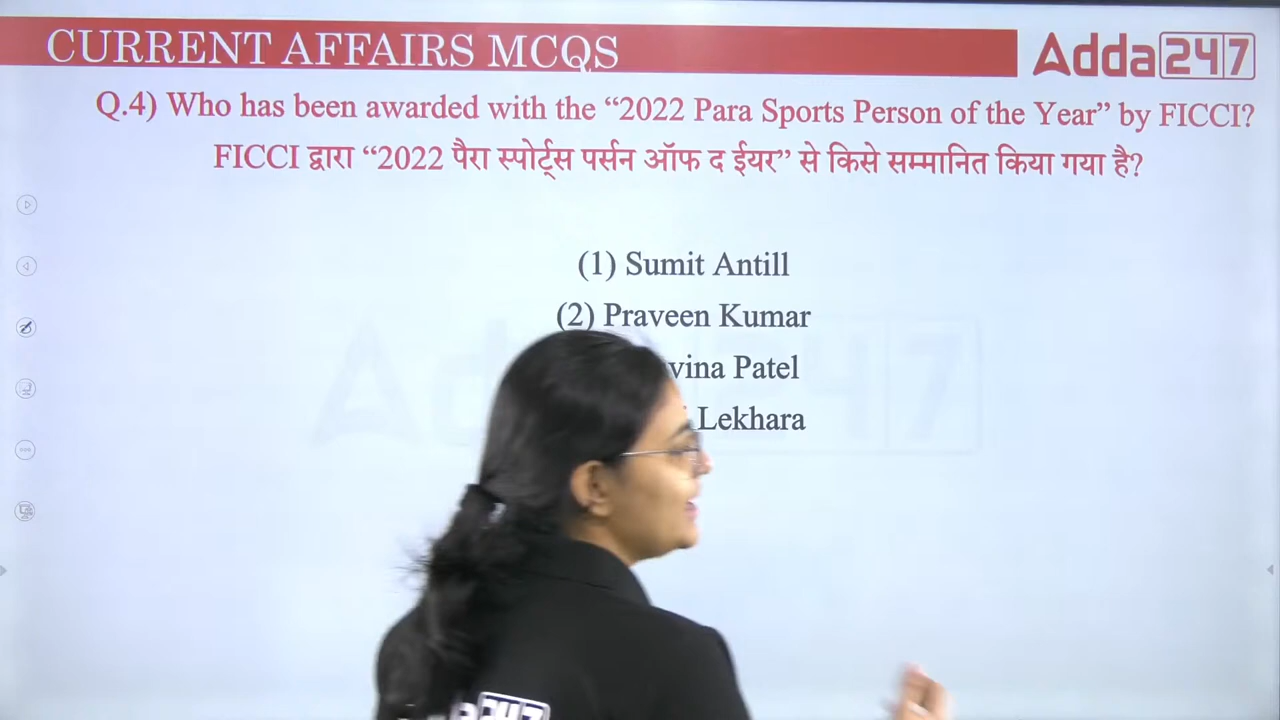 CURRENT AFFAIRS MCQS
Adda247
Q.4) Who has been awarded with the “2022 Para Sports Person of the Year” by FICCI?
FICCI द्वारा “2022 पैरा स्पोर्ट्स पर्सन ऑफ द ईयर” से किसे सम्मानित किया गया है?
(1) Sumit Antill
(2) Praveen Kumar
Patel
Lekhara
247